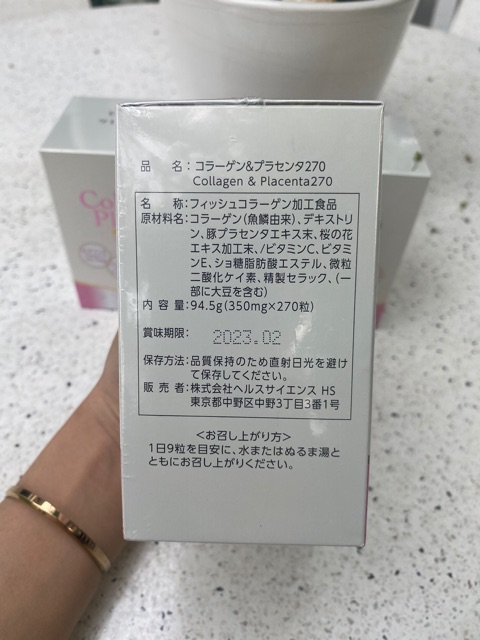 品　名：コラーゲン&プラセンタ270
Collagen & Placenta270
名　称：フィッシュコラーゲン加工食品
原材料名：コラーゲン(魚鱗由来)、デキストリ
ン、豚プラセンタエキス末、桜の花
エキス加工末、/ビタミンC、ビタミ
ンE、ショ糖脂肪酸エステル、微粒
二酸化ケイ素、精製セラック、(一
部に大豆を含む)
内 容 量：94.5g(350mg×270粒)
賞味期限： 2023.02
保存方法：品質保持のため直射日光を避け
て保存してください。
販 売 者：株式会社ヘルスサイエンス HS
東京都中野区中野3丁目3番1号
<お召し上がり方>
1日9粒を目安に、水またはぬるま湯と
ともにお召し上がりください。